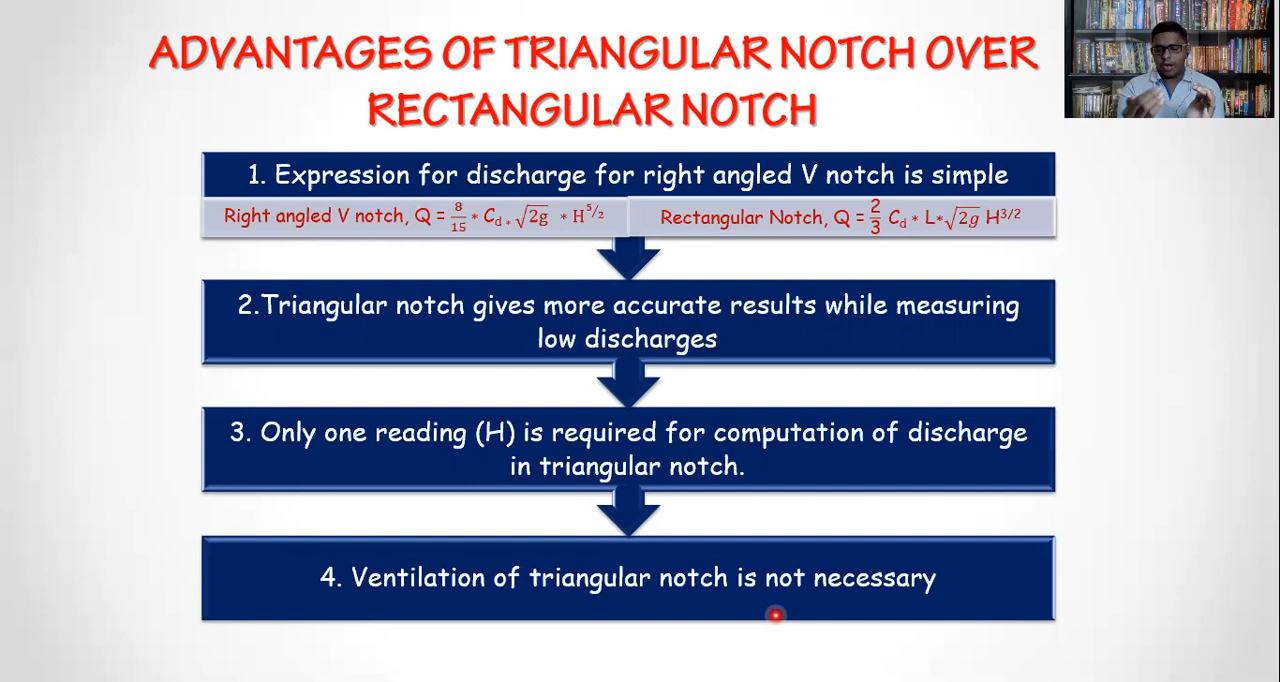 ADVANTAGES OF TRIANGULAR NOTCH OVER
RECTANGULAR NOTCH
1. Expression for discharge for right angled V notch is simple
Right angled V notch, Q = 8/15 * Cd * √2g * H^5/2
Rectangular Notch, Q = 2/3 Cd * L* √2g H^3/2
2.Triangular notch gives more accurate results while measuring
low discharges
3. Only one reading (H) is required for computation of discharge
in triangular notch.
4. Ventilation of triangular notch is not necessary